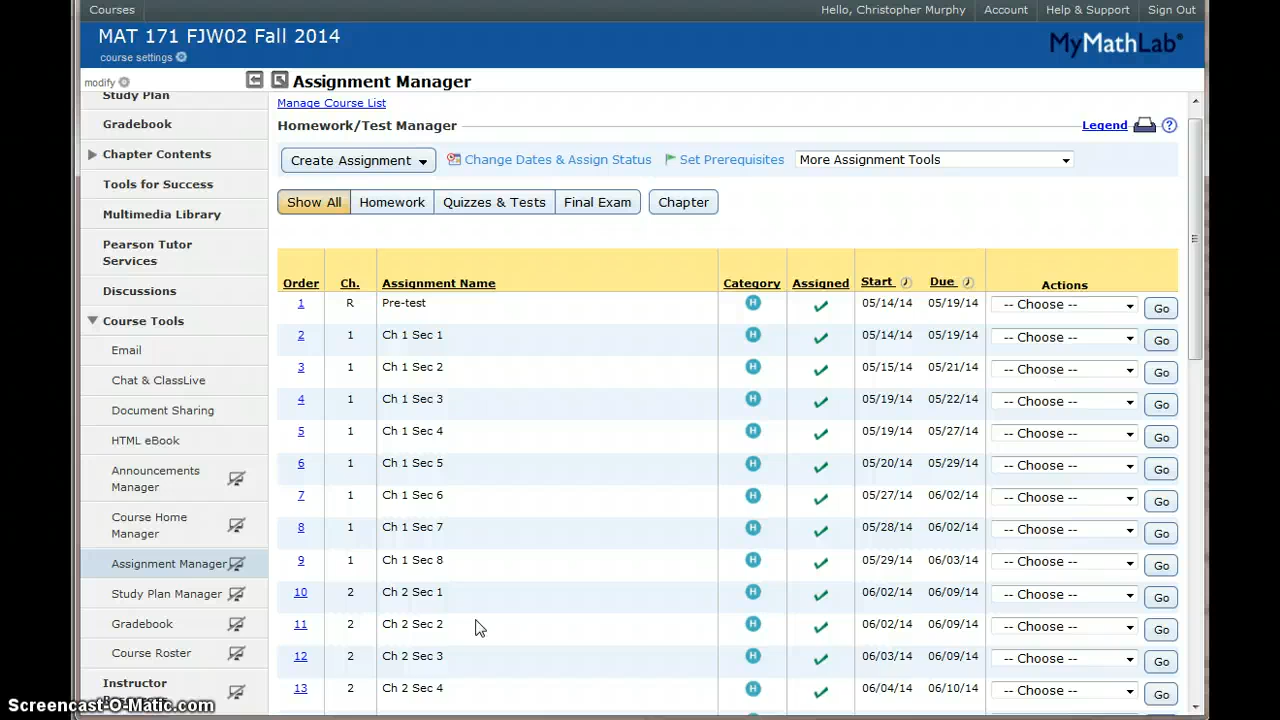 Courses
Hello, Christopher Murphy Account Help & Support Sign Out
MAT 171 FJW02 Fall 2014
course settings
MyMathLab
modify
Assignment Manager
Study Plan
Gradebook
Chapter Contents
Tools for Success
Multimedia Library
Pearson Tutor
Services
Discussions
Course Tools
Email
Chat & ClassLive
Document Sharing
HTML eBook
Announcements
Manager
Course Home
Manager
Assignment Manager
Study Plan Manager
Gradebook
Course Roster
Instructor
Manage Course List
Homework/Test Manager
Legend ?
Create Assignment Change Dates & Assign Status Set Prerequisites More Assignment Tools
Show All Homework Quizzes & Tests Final Exam Chapter
Order Ch. Assignment Name Category Assigned Start Due Actions
1 R Pre-test H 05/14/14 05/19/14 -- Choose -- Go
2 1 Ch 1 Sec 1 H 05/14/14 05/19/14 -- Choose -- Go
3 1 Ch 1 Sec 2 H 05/15/14 05/21/14 -- Choose -- Go
4 1 Ch 1 Sec 3 H 05/19/14 05/22/14 -- Choose -- Go
5 1 Ch 1 Sec 4 H 05/19/14 05/27/14 -- Choose -- Go
6 1 Ch 1 Sec 5 H 05/20/14 05/29/14 -- Choose -- Go
7 1 Ch 1 Sec 6 H 05/27/14 06/02/14 -- Choose -- Go
8 1 Ch 1 Sec 7 H 05/28/14 06/02/14 -- Choose -- Go
9 1 Ch 1 Sec 8 H 05/29/14 06/03/14 -- Choose -- Go
10 2 Ch 2 Sec 1 H 06/02/14 06/09/14 -- Choose -- Go
11 2 Ch 2 Sec 2 H 06/02/14 06/09/14 -- Choose -- Go
12 2 Ch 2 Sec 3 H 06/03/14 06/09/14 -- Choose -- Go
13 2 Ch 2 Sec 4 H 06/04/14 06/10/14 -- Choose -- Go
Screencast-O-Matic.com